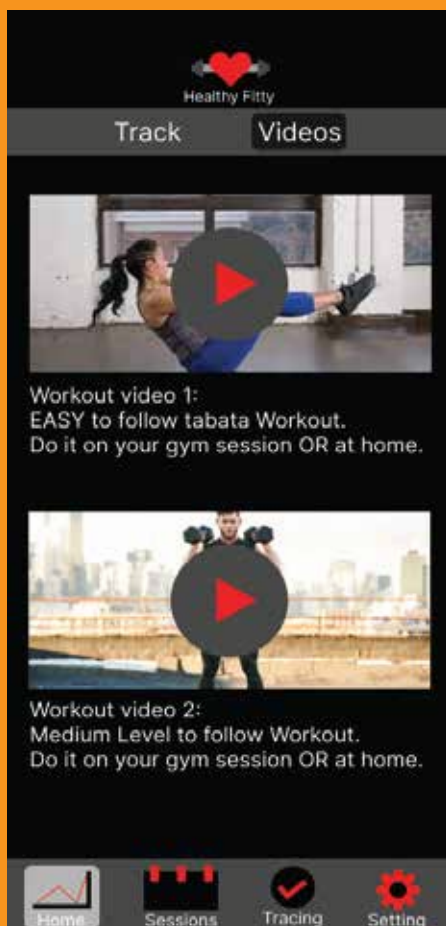 Healthy Fitty
Track Videos
Workout video 1:
EASY to follow tabata Workout.
Do it on your gym session OR at home.
Workout video 2:
Medium Level to follow Workout.
Do it on your gym session OR at home.
Home Sessions Tracing Setting